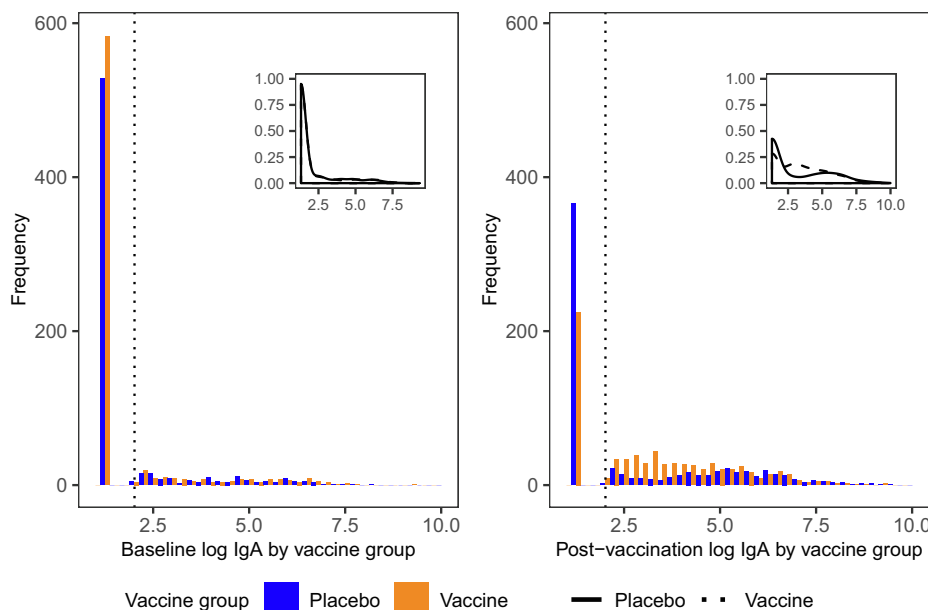 600
400
200
0
Frequency
2.5 5.0 7.5 10.0
Baseline log IgA by vaccine group
1.00
0.75
0.50
0.25
0.00
2.5 5.0 7.5
600
400
200
0
Frequency
2.5 5.0 7.5 10.0
Post−vaccination log IgA by vaccine group
1.00
0.75
0.50
0.25
0.00
2.5 5.0 7.5 10.0
Vaccine group Placebo Vaccine Placebo Vaccine